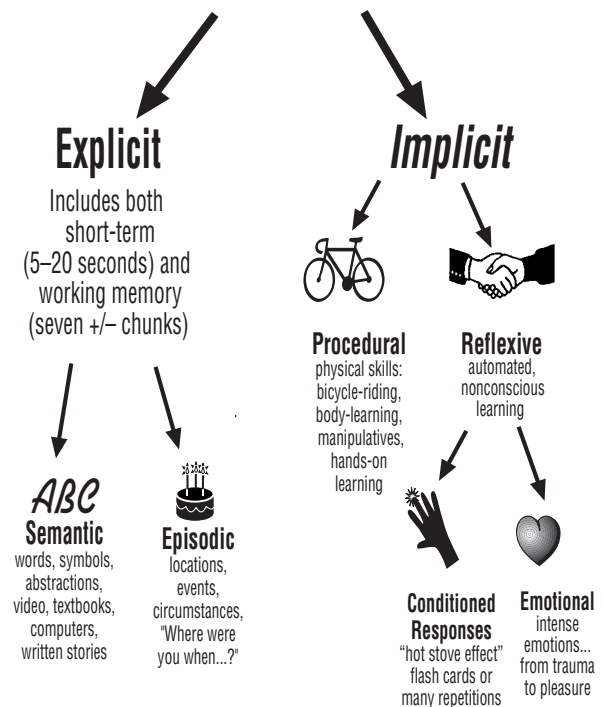 Explicit
Includes both
short-term
(5–20 seconds) and
working memory
(seven +/– chunks)
Implicit
Procedural
physical skills:
bicycle-riding,
body-learning,
manipulatives,
hands-on
learning
Reflexive
automated,
nonconscious
learning
ABC
Semantic
words, symbols,
abstractions,
video, textbooks,
computers,
written stories
Episodic
locations,
events,
circumstances,
"Where were
you when...?"
Conditioned
Responses
“hot stove effect”
flash cards or
many repetitions
Emotional
intense
emotions...
from trauma
to pleasure